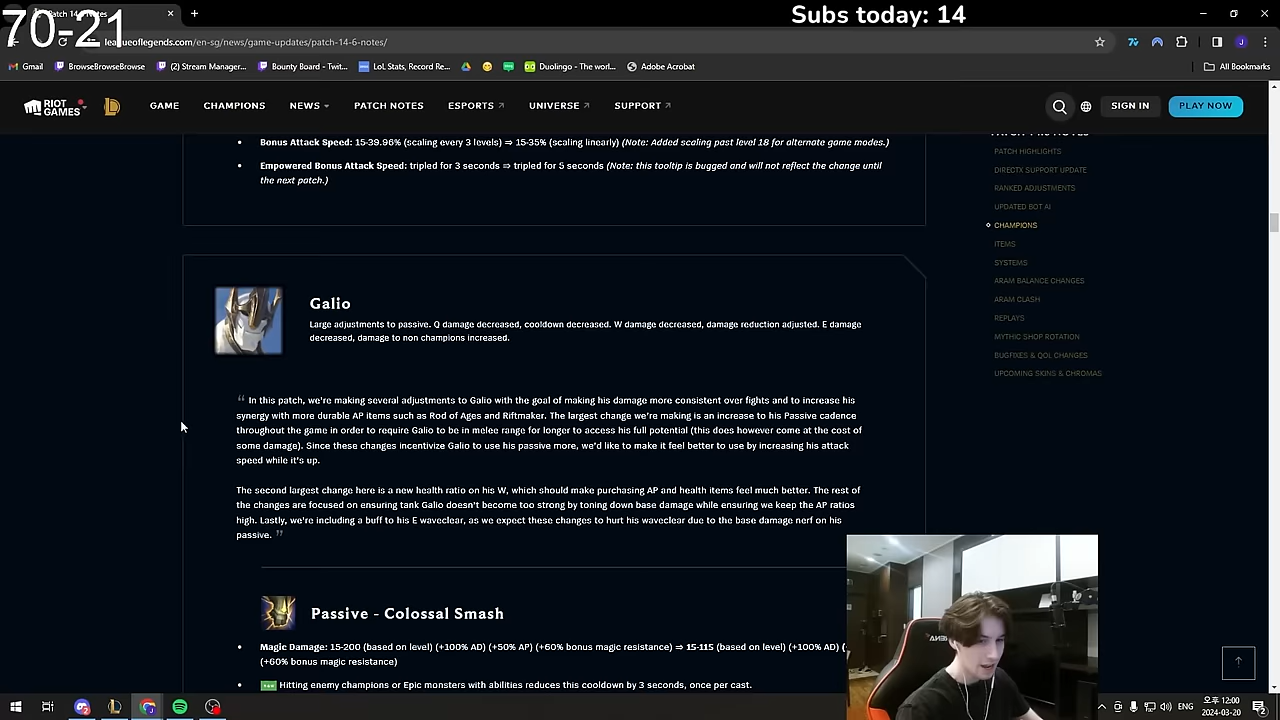 70-21
Notes
Subs today: 14
leagueoflegends.com/en-sg/news/game-updates/patch-14-6-notes/
Gmail
BrowseBrowseBrowse
(2) Stream Manager...
Bounty Board - Twit...
LoL Stats, Record Re...
Duolingo - The worl...
Adobe Acrobat
All Bookmarks
RIOT GAMES
GAME
CHAMPIONS
NEWS
PATCH NOTES
ESPORTS
UNIVERSE
SUPPORT
SIGN IN
PLAY NOW
Bonus Attack Speed: 15-39.96% (scaling every 3 levels) ⇒ 15-35% (scaling linearly) (Note: Added scaling past level 18 for alternate game modes.)
Empowered Bonus Attack Speed: tripled for 3 seconds ⇒ tripled for 5 seconds (Note: this tooltip is bugged and will not reflect the change until
the next patch.)
Galio
Large adjustments to passive. Q damage decreased, cooldown decreased. W damage decreased, damage reduction adjusted. E damage
decreased, damage to non champions increased.
“ In this patch, we're making several adjustments to Galio with the goal of making his damage more consistent over fights and to increase his
synergy with more durable AP items such as Rod of Ages and Riftmaker. The largest change we're making is an increase to his Passive cadence
throughout the game in order to require Galio to be in melee range for longer to access his full potential (this does however come at the cost of
some damage). Since these changes incentivize Galio to use his passive more, we'd like to make it feel better to use by increasing his attack
speed while it's up.
The second largest change here is a new health ratio on his W, which should make purchasing AP and health items feel much better. The rest of
the changes are focused on ensuring tank Galio doesn't become too strong by toning down base damage while ensuring we keep the AP ratios
high. Lastly, we're including a buff to his E waveclear, as we expect these changes to hurt his waveclear due to the base damage nerf on his
passive. ”
Passive - Colossal Smash
Magic Damage: 15-200 (based on level) (+100% AD) (+50% AP) (+60% bonus magic resistance) ⇒ 15-115 (based on level) (+100% AD) (
(+60% bonus magic resistance)
NEW Hitting enemy champions or Epic monsters with abilities reduces this cooldown by 3 seconds, once per cast.
PATCH HIGHLIGHTS
DIRECTX SUPPORT UPDATE
RANKED ADJUSTMENTS
UPDATED BOT AI
CHAMPIONS
ITEMS
SYSTEMS
ARAM BALANCE CHANGES
ARAM CLASH
REPLAYS
MYTHIC SHOP ROTATION
BUGFIXES & QOL CHANGES
UPCOMING SKINS & CHROMAS
ENG
오후 12:00
2024-03-20